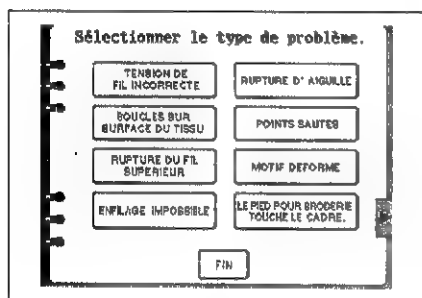 Sélectionner le type de problème.
TENSION DE
FIL INCORRECTE
RUPTURE D' AIGUILLE
BOUCLES SUR
SURFACE DU TISSU
POINTS SAUTES
RUPTURE DU FIL
SUPERIEUR
MOTIF DEFORME
ENFILAGE IMPOSSIBLE
LE PIED POUR BRODERIE
TOUCHE LE CADRE.
FIN